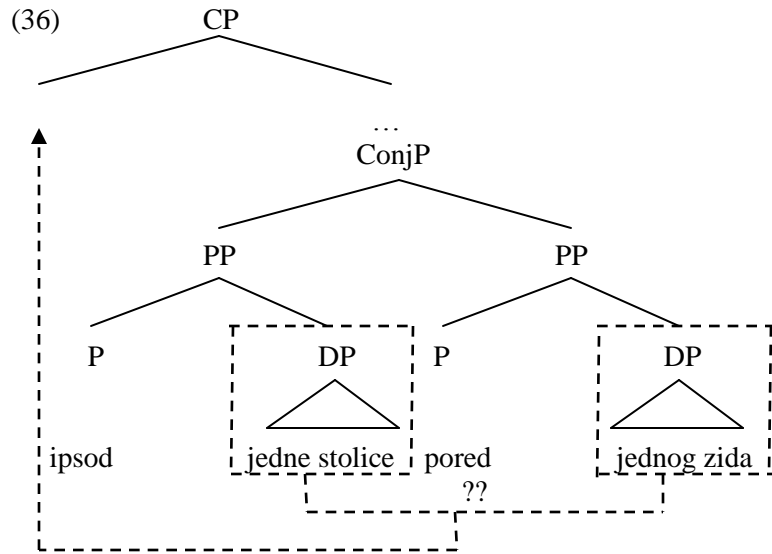 (36) CP
…
ConjP
PP PP
P DP P DP
ipsod jedne stolice pored jednog zida
??